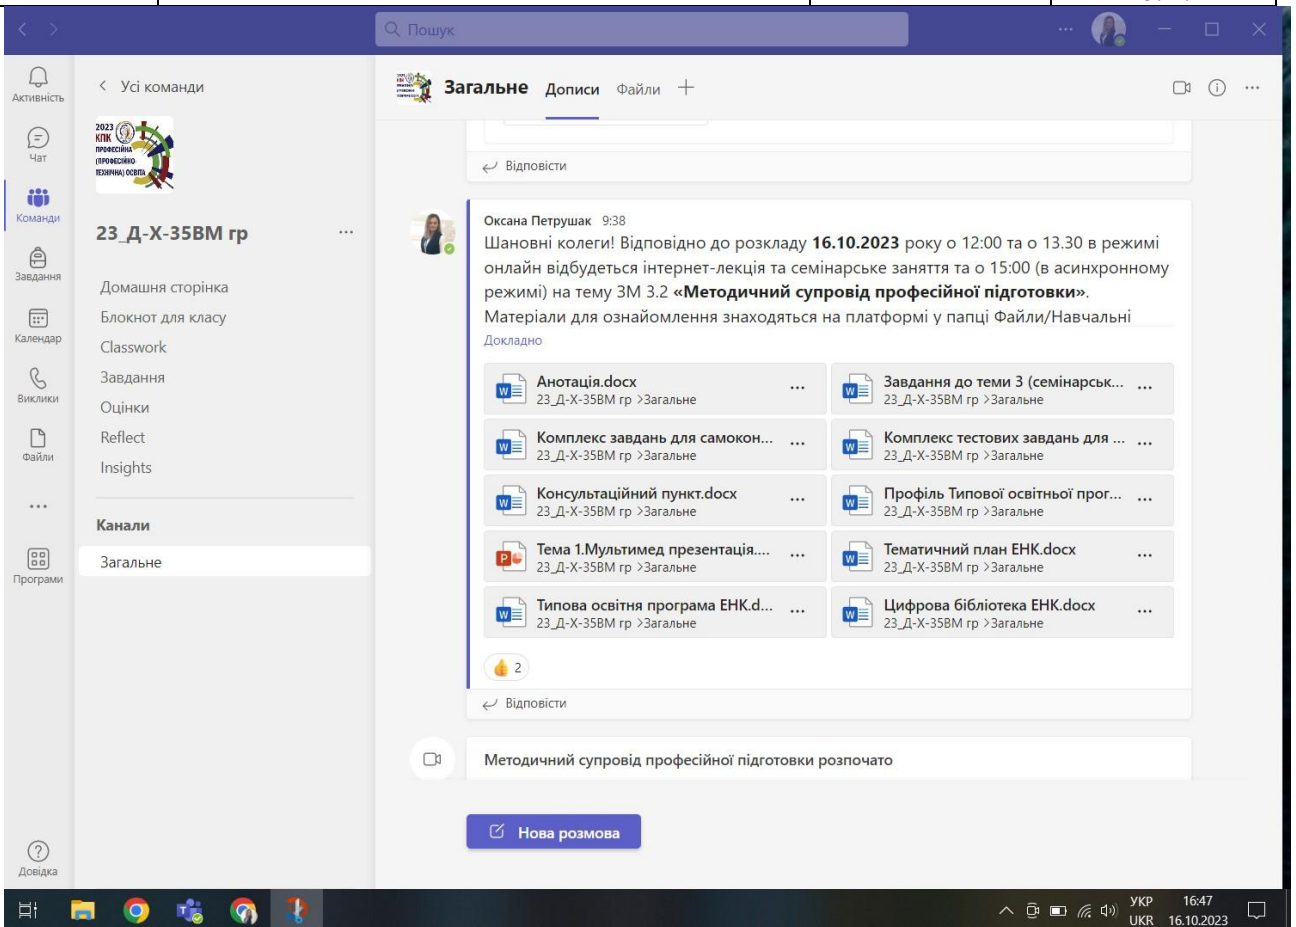 Пошук
Активність
Чат
Команди
Завдання
Календар
Виклики
Файли
Програми
Довідка
Усі команди
2023
КПК
ПРОФЕСІЙНА
(ПРОФЕСІЙНО-
ТЕХНІЧНА) ОСВІТА
23_Д-Х-35ВМ гр
Домашня сторінка
Блокнот для класу
Classwork
Завдання
Оцінки
Reflect
Insights
Канали
Загальне
Загальне Дописи Файли
Відповісти
Оксана Петрушак 9:38
Шановні колеги! Відповідно до розкладу 16.10.2023 року о 12:00 та о 13.30 в режимі
онлайн відбудеться інтернет-лекція та семінарське заняття та о 15:00 (в асинхронному
режимі) на тему ЗМ 3.2 «Методичний супровід професійної підготовки».
Матеріали для ознайомлення знаходяться на платформі у папці Файли/Навчальні
Докладно
Анотація.docx
23_Д-Х-35ВМ гр >Загальне
Завдання до теми 3 (семінарськ...
23_Д-Х-35ВМ гр >Загальне
Комплекс завдань для самокон...
23_Д-Х-35ВМ гр >Загальне
Комплекс тестових завдань для ...
23_Д-Х-35ВМ гр >Загальне
Консультаційний пункт.docx
23_Д-Х-35ВМ гр >Загальне
Профіль Типової освітньої прог...
23_Д-Х-35ВМ гр >Загальне
Тема 1.Мультимед презентація....
23_Д-Х-35ВМ гр >Загальне
Тематичний план ЕНК.docx
23_Д-Х-35ВМ гр >Загальне
Типова освітня програма ЕНК.d...
23_Д-Х-35ВМ гр >Загальне
Цифрова бібліотека ЕНК.docx
23_Д-Х-35ВМ гр >Загальне
2
Відповісти
Методичний супровід професійної підготовки розпочато
Нова розмова
УКР 16:47
UKR 16.10.2023